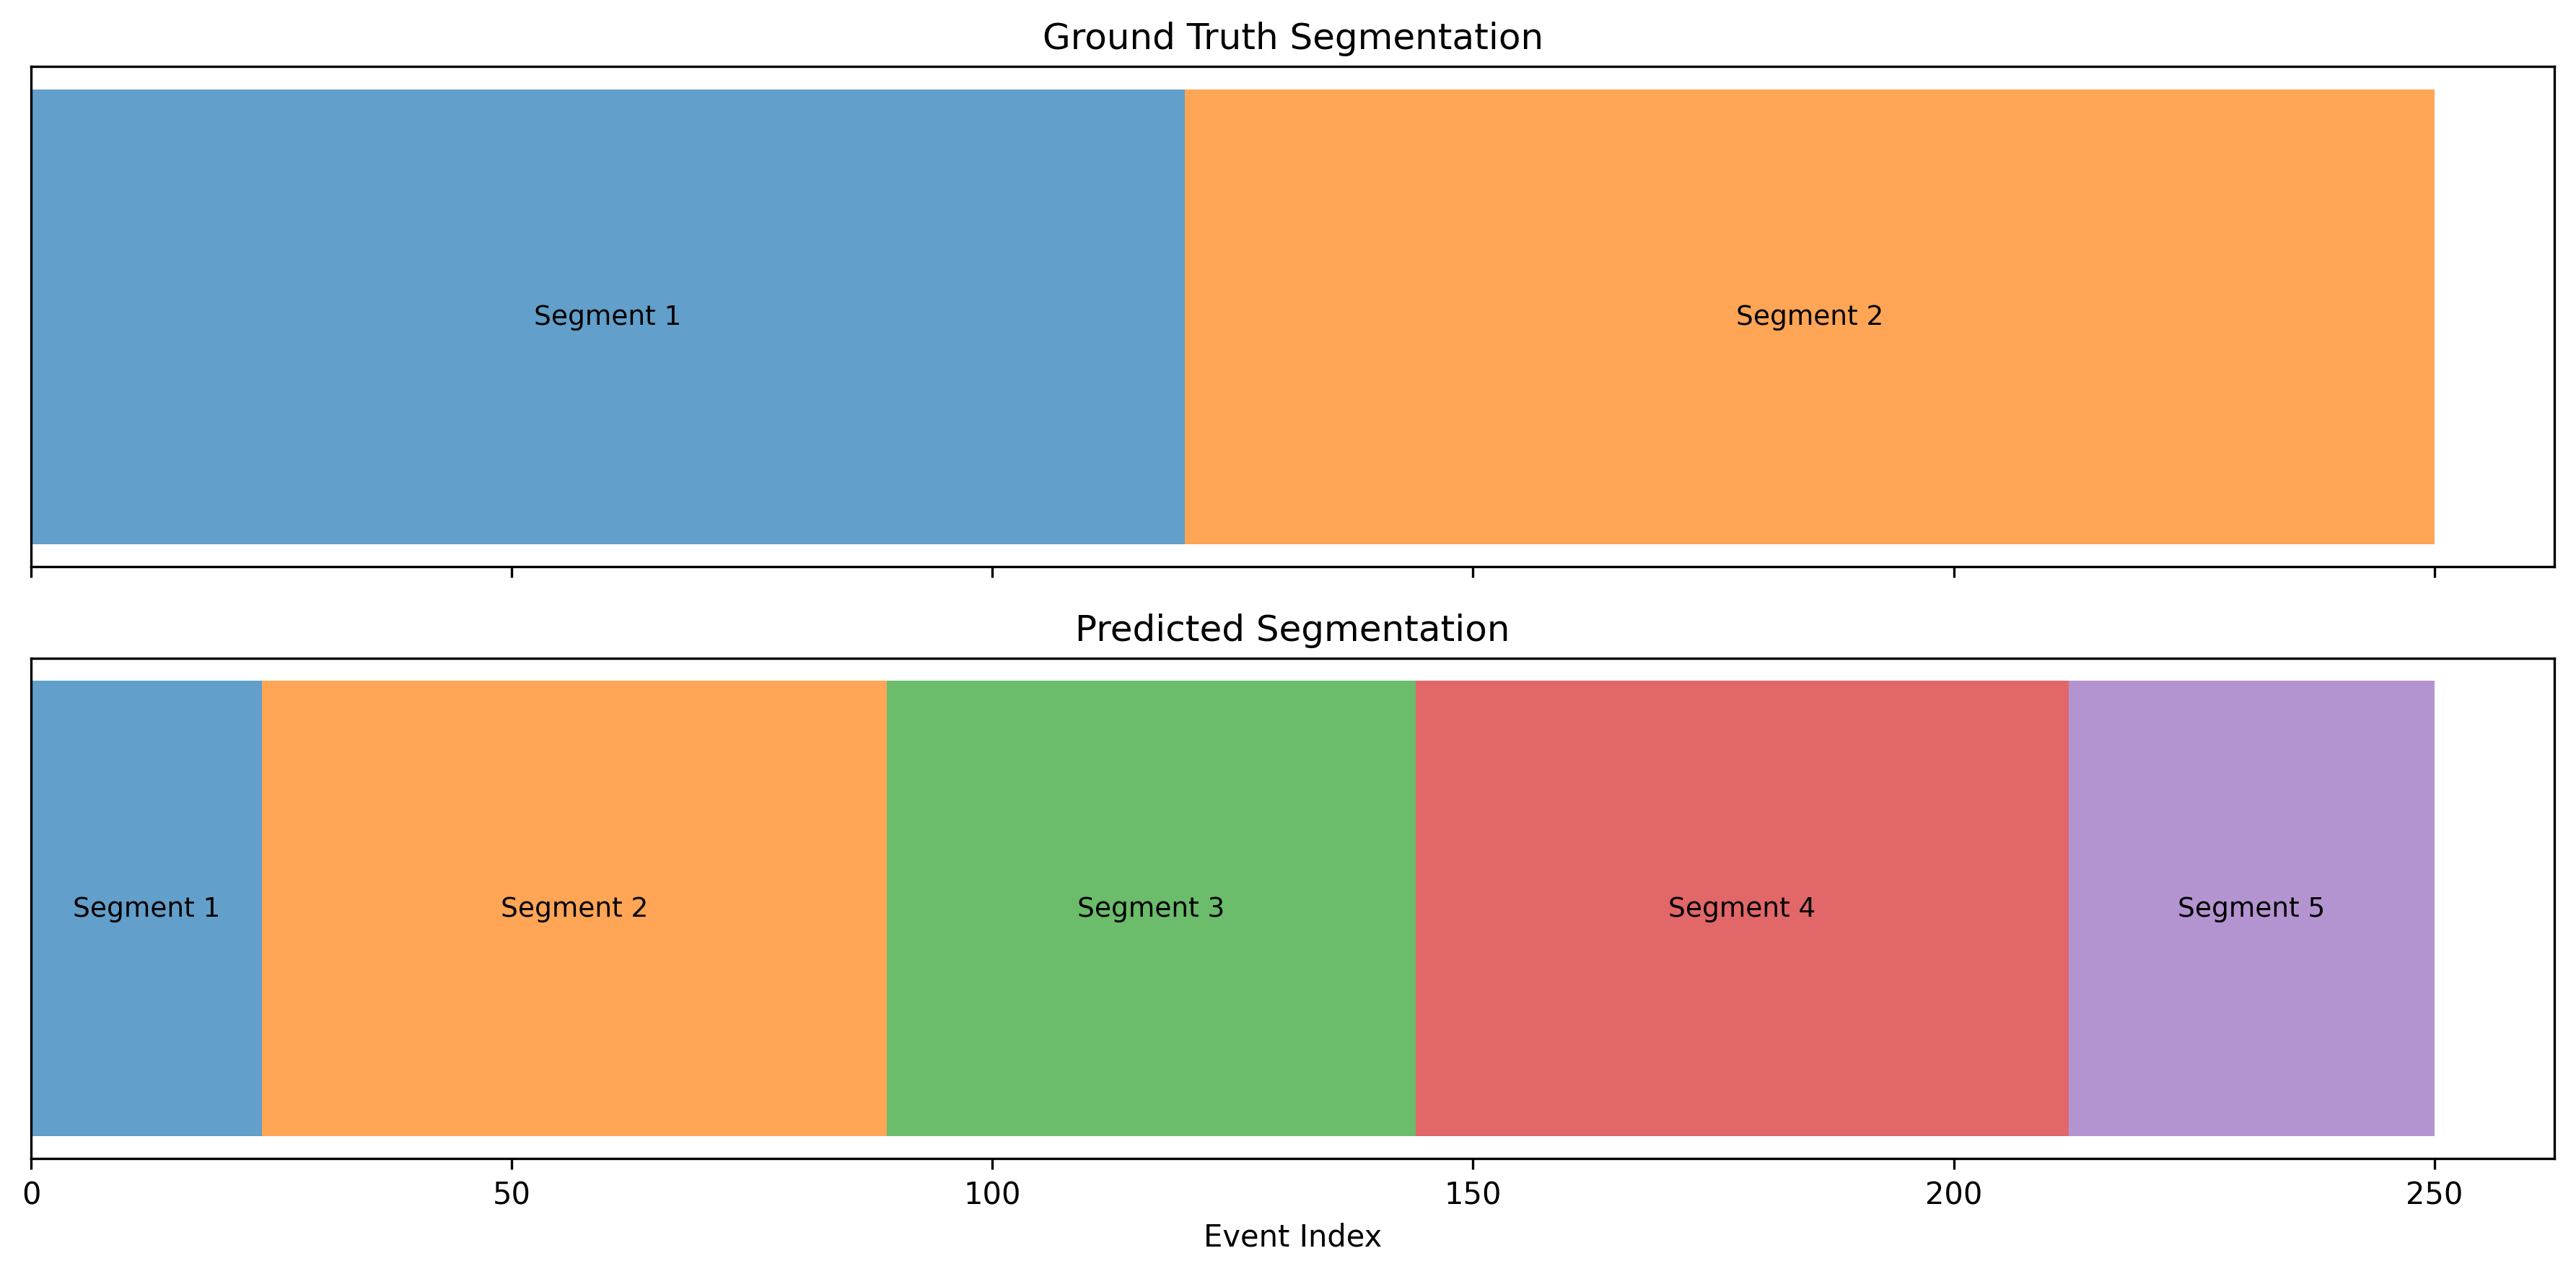 Ground Truth Segmentation
Segment 1 Segment 2
Predicted Segmentation
Segment 1 Segment 2 Segment 3 Segment 4 Segment 5
0 50 100 150 200 250
Event Index